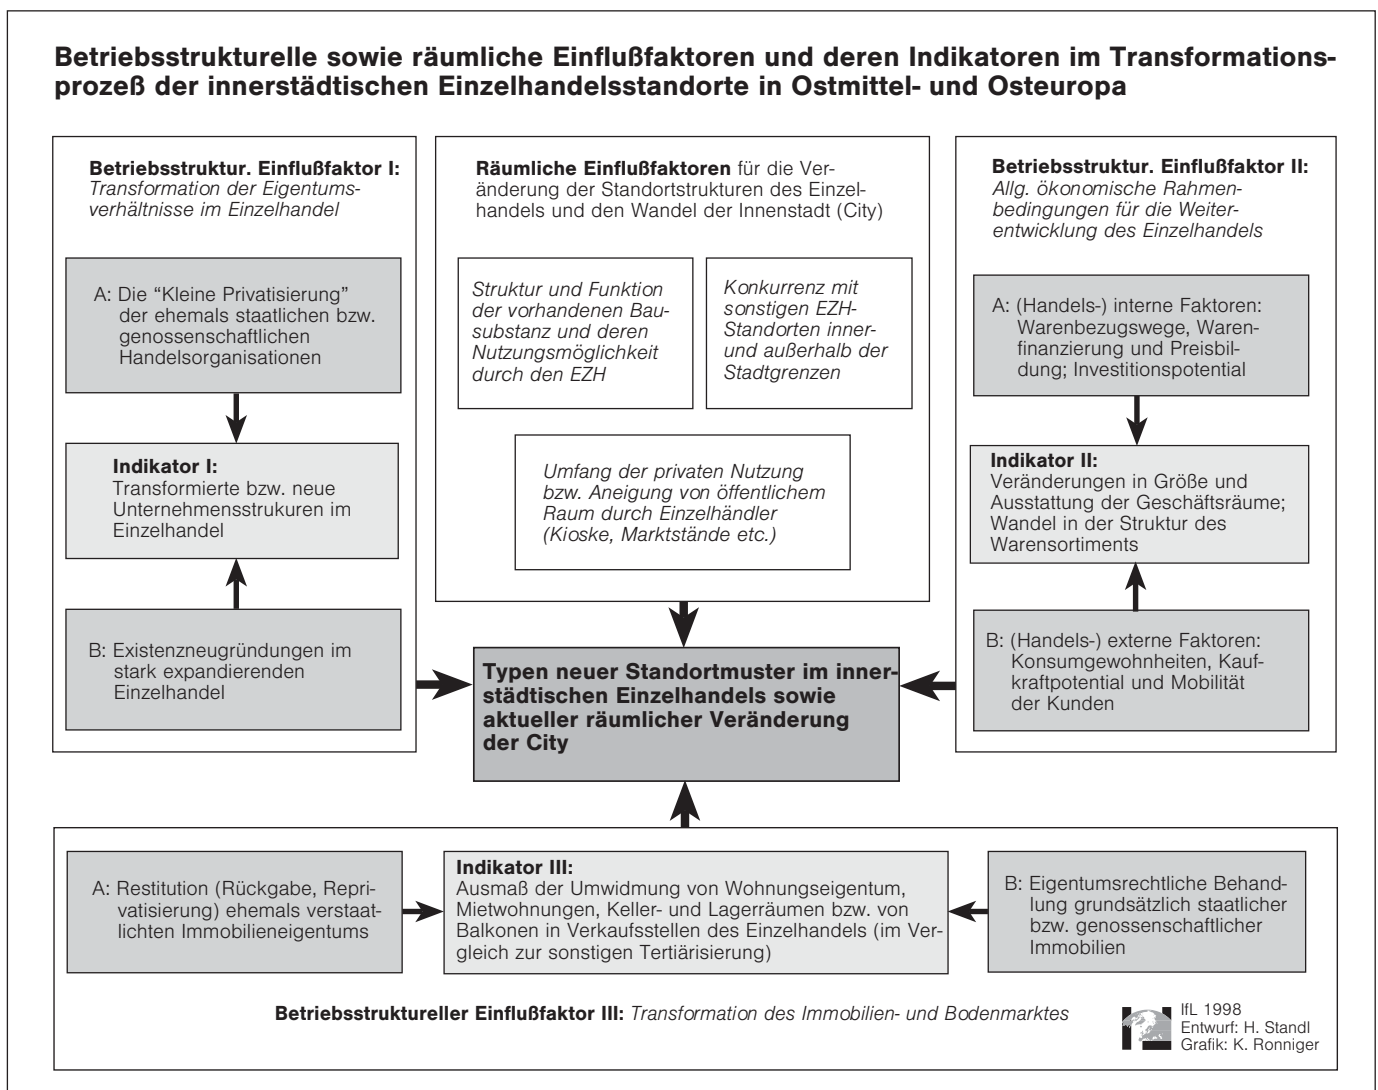 Betriebsstrukturelle sowie räumliche Einflußfaktoren und deren Indikatoren im Transformations-
prozeß der innerstädtischen Einzelhandelsstandorte in Ostmittel- und Osteuropa
Betriebsstruktur. Einflußfaktor I:
Transformation der Eigentums-
verhältnisse im Einzelhandel
A: Die “Kleine Privatisierung”
der ehemals staatlichen bzw.
genossenschaftlichen
Handelsorganisationen
Indikator I:
Transformierte bzw. neue
Unternehmensstrukuren im
Einzelhandel
B: Existenzneugründungen im
stark expandierenden
Einzelhandel
Räumliche Einflußfaktoren für die Ver-
änderung der Standortstrukturen des Einzel-
handels und den Wandel der Innenstadt (City)
Struktur und Funktion
der vorhandenen Bau-
substanz und deren
Nutzungsmöglichkeit
durch den EZH
Konkurrenz mit
sonstigen EZH-
Standorten inner-
und außerhalb der
Stadtgrenzen
Umfang der privaten Nutzung
bzw. Aneigung von öffentlichem
Raum durch Einzelhändler
(Kioske, Marktstände etc.)
Betriebsstruktur. Einflußfaktor II:
Allg. ökonomische Rahmen-
bedingungen für die Weiter-
entwicklung des Einzelhandels
A: (Handels-) interne Faktoren:
Warenbezugswege, Waren-
finanzierung und Preisbil-
dung; Investitionspotential
Indikator II:
Veränderungen in Größe und
Ausstattung der Geschäftsräume;
Wandel in der Struktur des
Warensortiments
B: (Handels-) externe Faktoren:
Konsumgewohnheiten, Kauf-
kraftpotential und Mobilität
der Kunden
Typen neuer Standortmuster im inner-
städtischen Einzelhandels sowie
aktueller räumlicher Veränderung
der City
A: Restitution (Rückgabe, Repri-
vatisierung) ehemals verstaat-
lichten Immobilieneigentums
Indikator III:
Ausmaß der Umwidmung von Wohnungseigentum,
Mietwohnungen, Keller- und Lagerräumen bzw. von
Balkonen in Verkaufsstellen des Einzelhandels (im Ver-
gleich zur sonstigen Tertiärisierung)
B: Eigentumsrechtliche Behand-
lung grundsätzlich staatlicher
bzw. genossenschaftlicher
Immobilien
Betriebsstruktureller Einflußfaktor III: Transformation des Immobilien- und Bodenmarktes
IfL 1998
Entwurf: H. Standl
Grafik: K. Ronniger